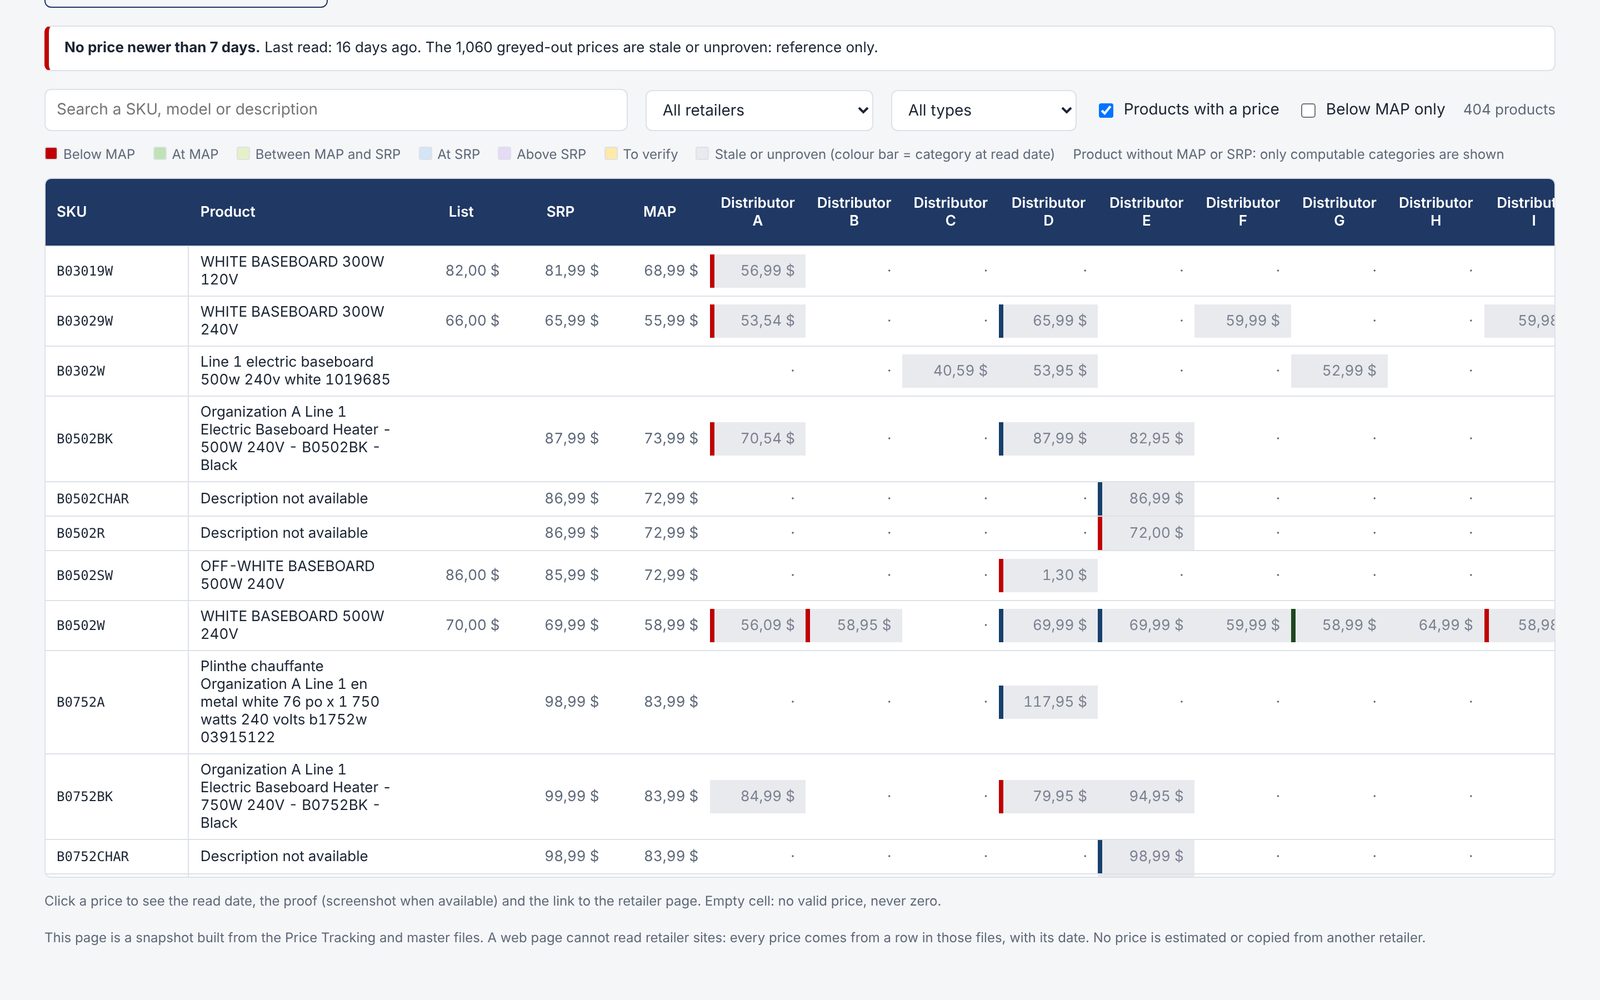 No price newer than 7 days. Last read: 16 days ago. The 1,060 greyed-out prices are stale or unproven: reference only.
Search a SKU, model or description
All retailers
All types
Products with a price
Below MAP only
404 products
Below MAP
At MAP
Between MAP and SRP
At SRP
Above SRP
To verify
Stale or unproven (colour bar = category at read date)
Product without MAP or SRP: only computable categories are shown
SKU
Product
List
SRP
MAP
Distributor
A
Distributor
B
Distributor
C
Distributor
D
Distributor
E
Distributor
F
Distributor
G
Distributor
H
Distribut
I
B03019W
WHITE BASEBOARD 300W
120V
82,00 $
81,99 $
68,99 $
56,99 $
·
·
·
·
·
·
·
B03029W
WHITE BASEBOARD 300W
240V
66,00 $
65,99 $
55,99 $
53,54 $
·
·
65,99 $
·
59,99 $
·
·
59,98
B0302W
Line 1 electric baseboard
500w 240v white 1019685
·
·
40,59 $
53,95 $
·
·
52,99 $
·
B0502BK
Organization A Line 1
Electric Baseboard Heater -
500W 240V - B0502BK -
Black
87,99 $
73,99 $
70,54 $
·
·
87,99 $
82,95 $
·
·
·
B0502CHAR
Description not available
86,99 $
72,99 $
·
·
·
·
86,99 $
·
·
·
B0502R
Description not available
86,99 $
72,99 $
·
·
·
·
72,00 $
·
·
·
B0502SW
OFF-WHITE BASEBOARD
500W 240V
86,00 $
85,99 $
72,99 $
·
·
·
1,30 $
·
·
·
·
B0502W
WHITE BASEBOARD 500W
240V
70,00 $
69,99 $
58,99 $
56,09 $
58,95 $
·
69,99 $
69,99 $
59,99 $
58,99 $
64,99 $
58,98
B0752A
Plinthe chauffante
Organization A Line 1 en
metal white 76 po x 1 750
watts 240 volts b1752w
03915122
98,99 $
83,99 $
·
·
·
117,95 $
·
·
·
·
B0752BK
Organization A Line 1
Electric Baseboard Heater -
750W 240V - B0752BK -
Black
99,99 $
83,99 $
84,99 $
·
·
79,95 $
94,95 $
·
·
·
B0752CHAR
Description not available
98,99 $
83,99 $
·
·
·
·
98,99 $
·
·
·
Click a price to see the read date, the proof (screenshot when available) and the link to the retailer page. Empty cell: no valid price, never zero.
This page is a snapshot built from the Price Tracking and master files. A web page cannot read retailer sites: every price comes from a row in those files, with its date. No price is estimated or copied from another retailer.